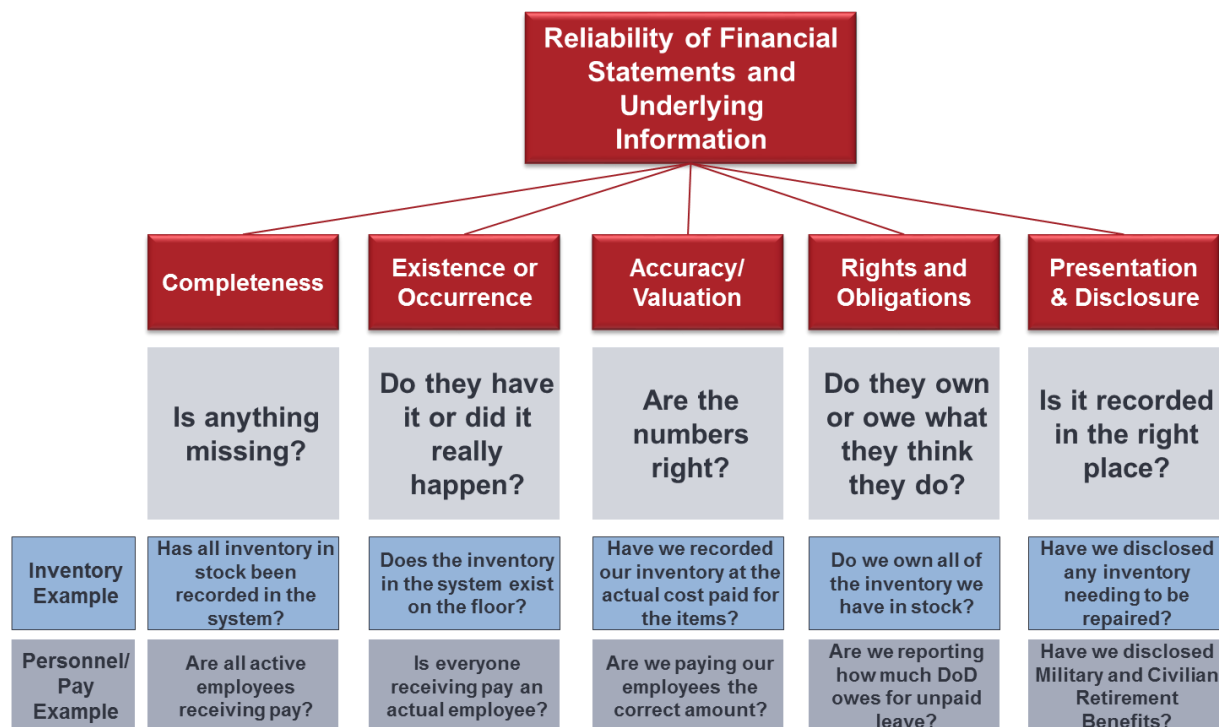 Reliability of Financial
Statements and
Underlying
Information
Completeness
Existence or
Occurrence
Accuracy/
Valuation
Rights and
Obligations
Presentation
& Disclosure
Is anything
missing?
Do they have
it or did it
really
happen?
Are the
numbers
right?
Do they own
or owe what
they think
they do?
Is it recorded
in the right
place?
Inventory
Example
Has all inventory in
stock been
recorded in the
system?
Does the inventory
in the system exist
on the floor?
Have we recorded
our inventory at the
actual cost paid for
the items?
Do we own all of
the inventory we
have in stock?
Have we disclosed
any inventory
needing to be
repaired?
Personnel/
Pay
Example
Are all active
employees
receiving pay?
Is everyone
receiving pay an
actual employee?
Are we paying our
employees the
correct amount?
Are we reporting
how much DoD
owes for unpaid
leave?
Have we disclosed
Military and Civilian
Retirement
Benefits?